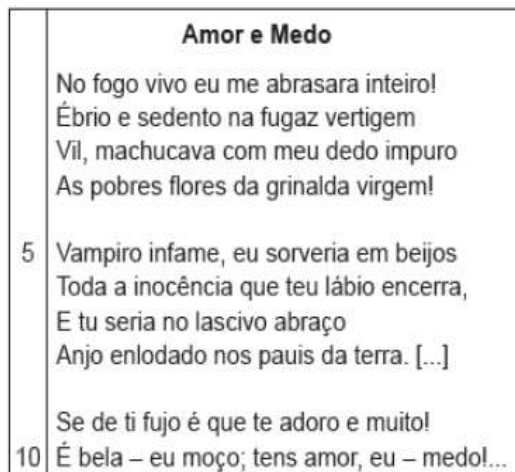 Amor e Medo
No fogo vivo eu me abrasara inteiro!
Ébrio e sedento na fugaz vertigem
Vil, machucava com meu dedo impuro
As pobres flores da grinalda virgem!
5 Vampiro infame, eu sorveria em beijos
Toda a inocência que teu lábio encerra,
E tu seria no lascivo abraço
Anjo enlodado nos pauis da terra. [...]
Se de ti fujo é que te adoro e muito!
10 É bela – eu moço; tens amor, eu – medo!...